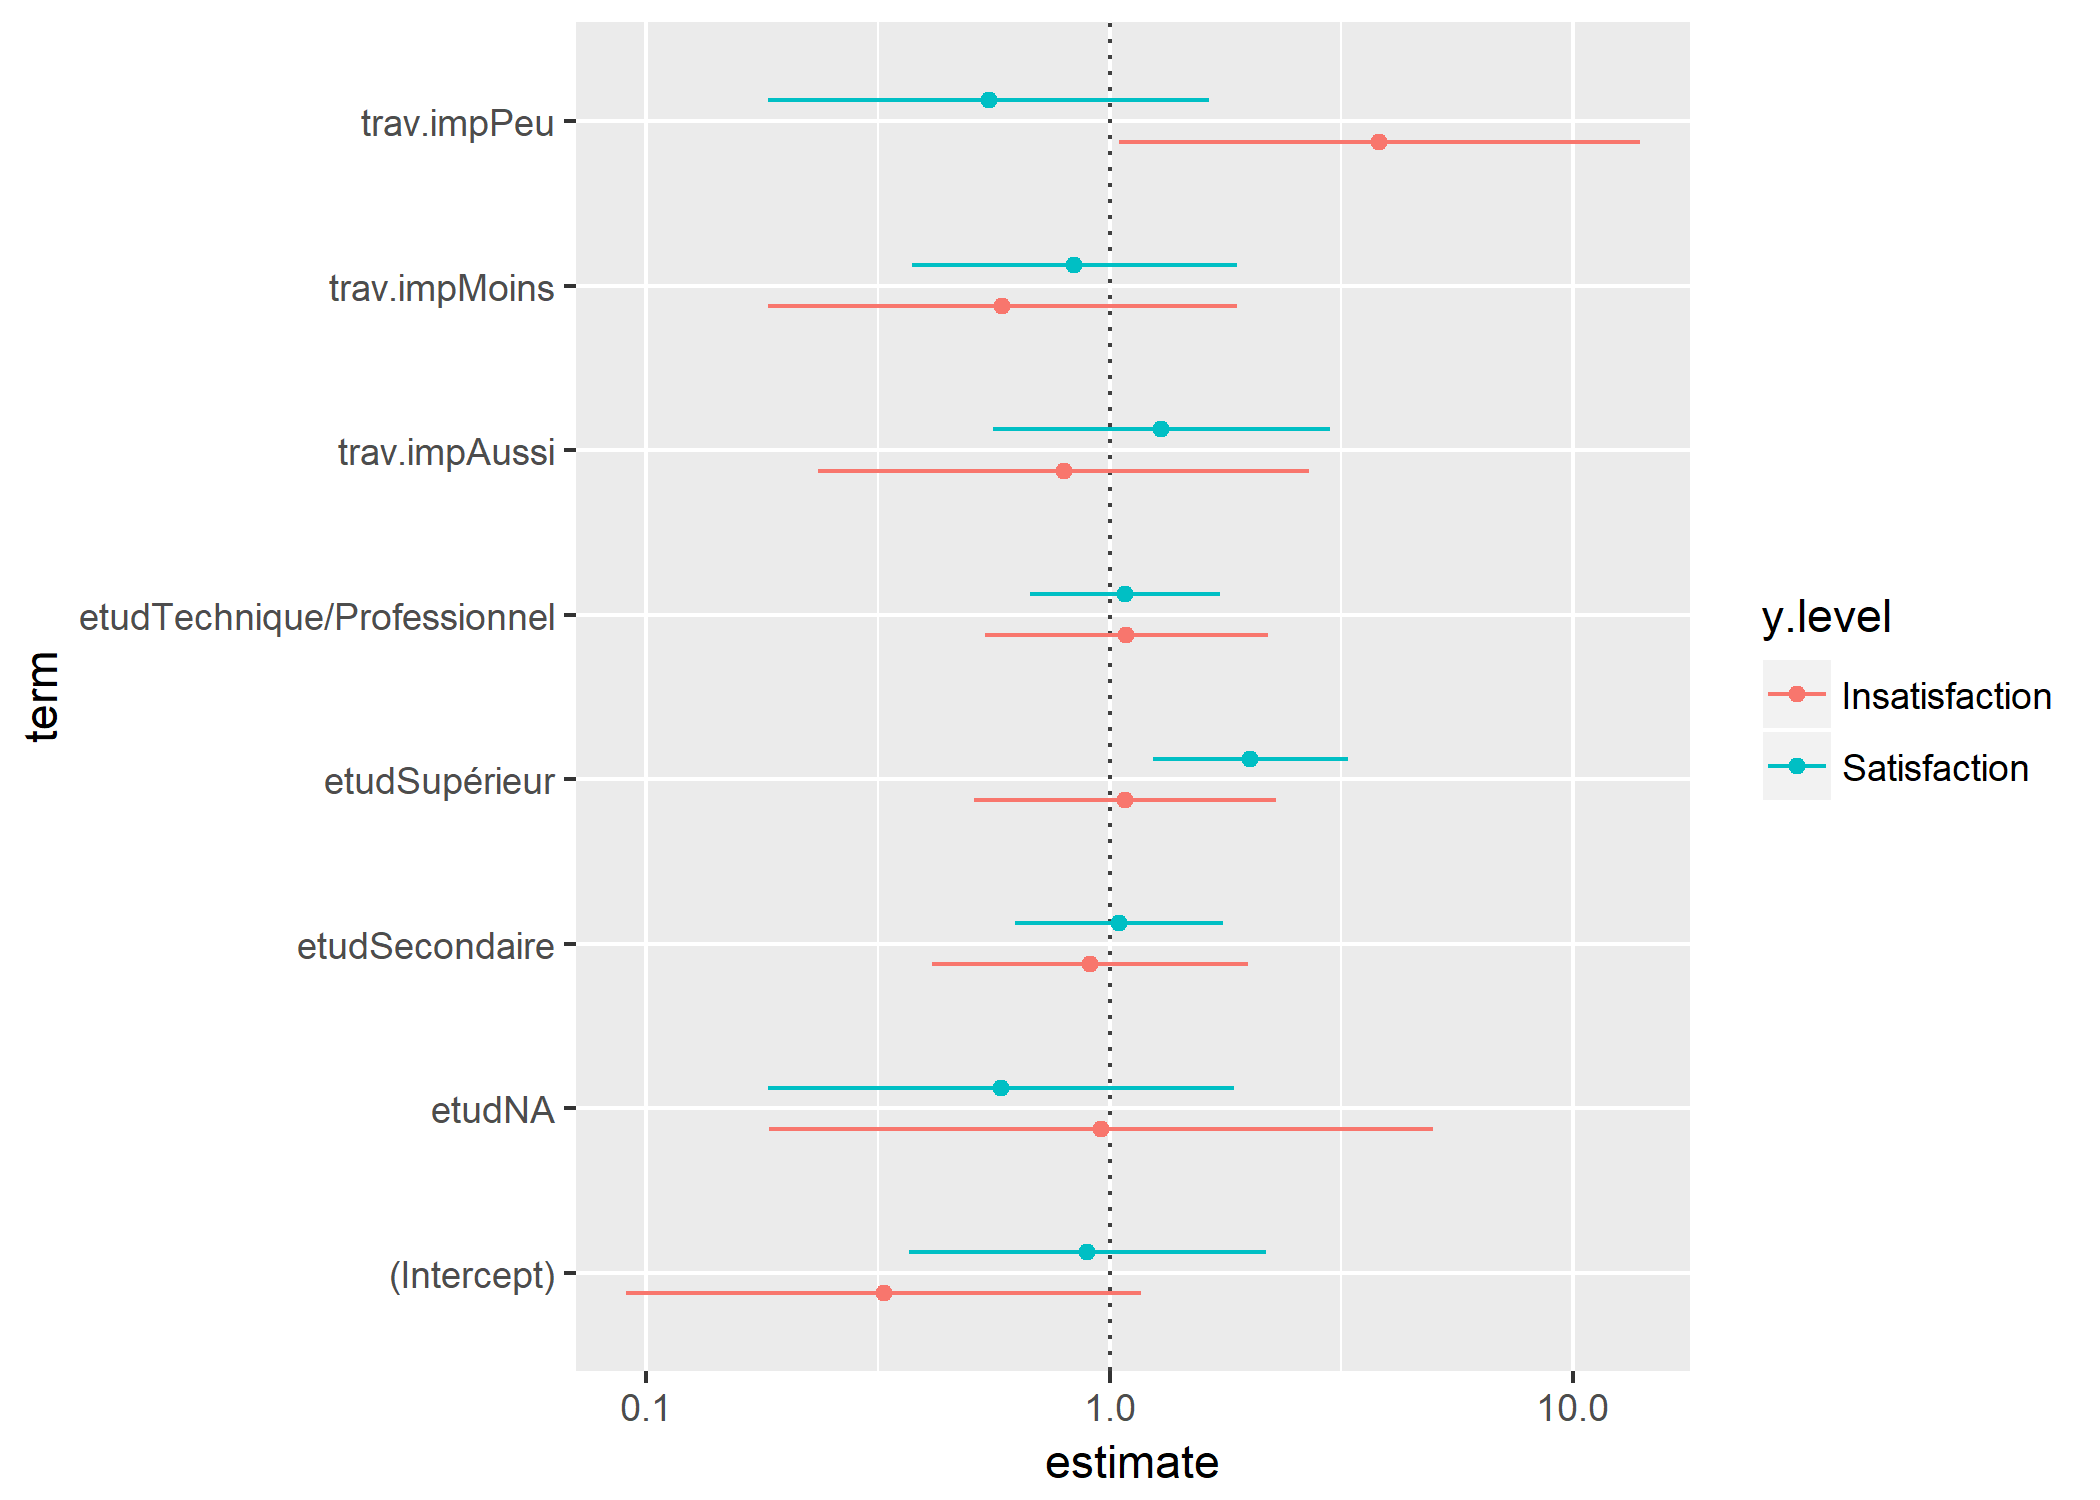 trav.impPeu
trav.impMoins
trav.impAussi
etudTechnique/Professionnel
etudSupérieur
etudSecondaire
etudNA
(Intercept)
term
0.1
1.0
10.0
estimate
y.level
Insatisfaction
Satisfaction